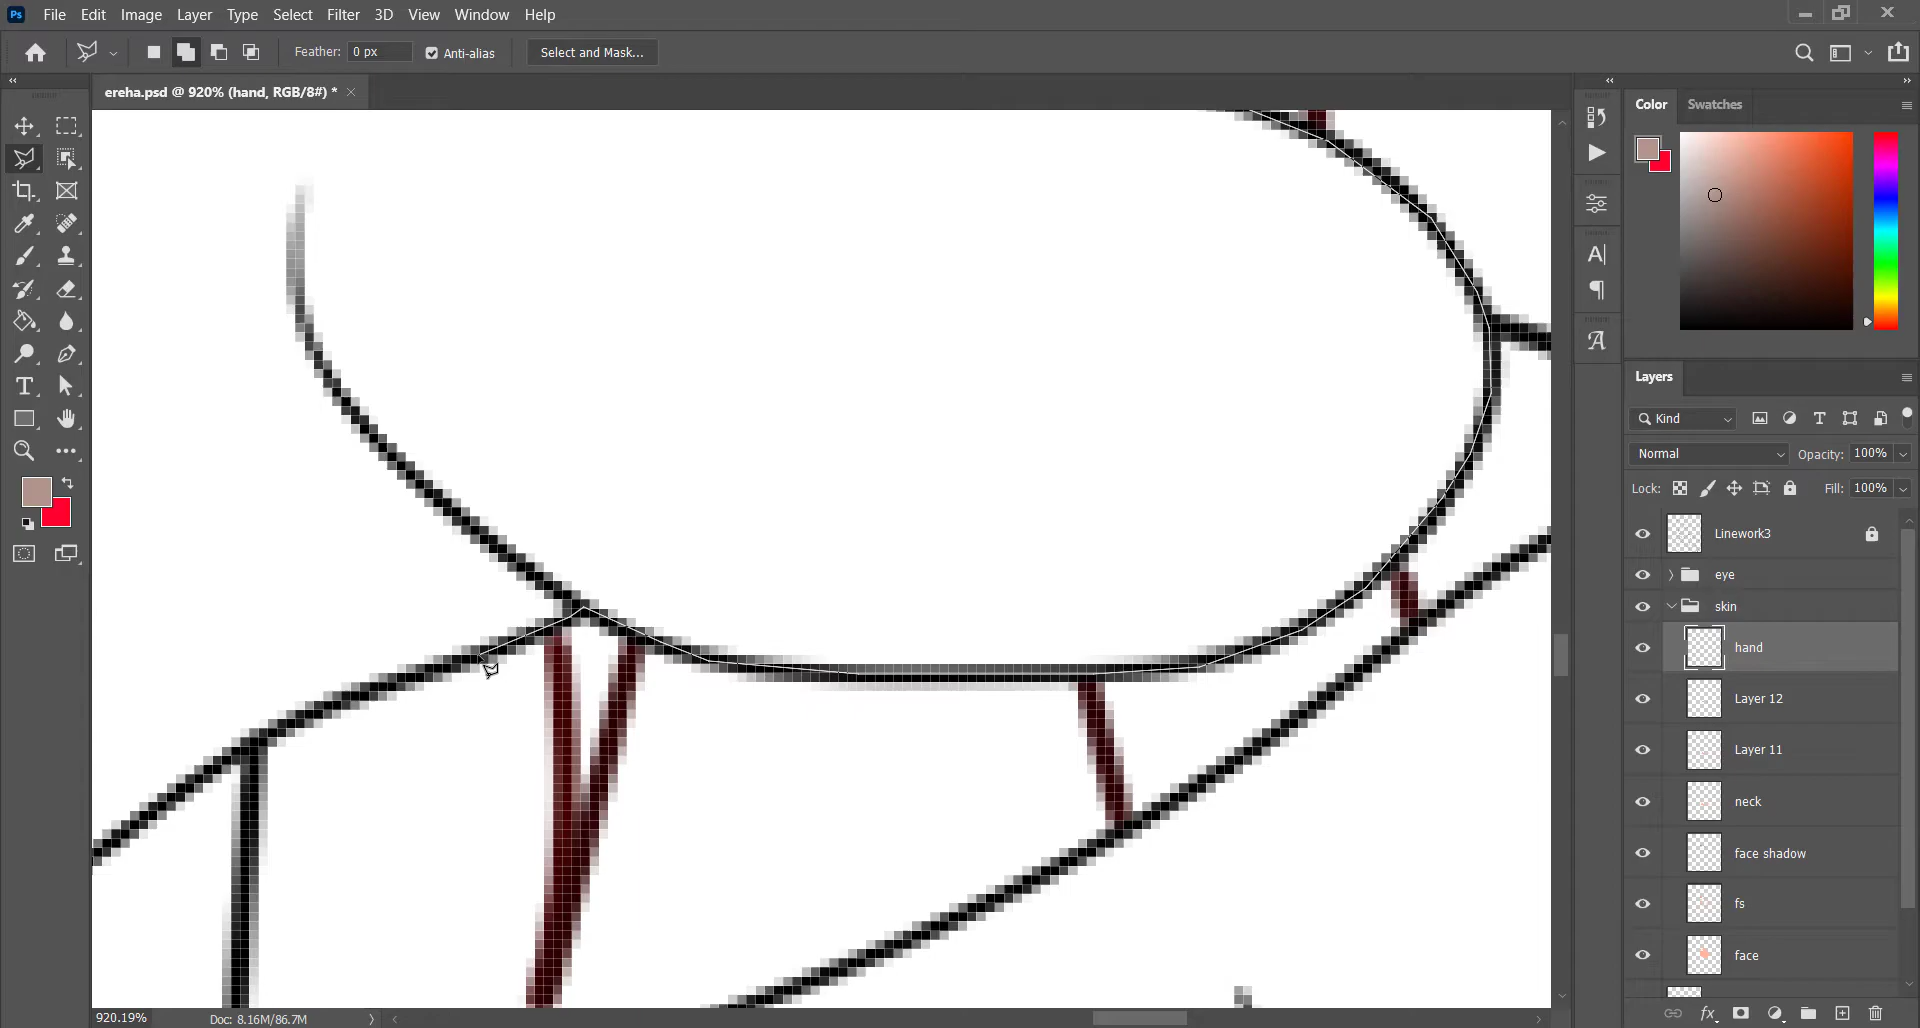 Ps File Edit Image Layer Type Select Filter 3D View Window Help
Feather: 0 px Anti-alias Select and Mask...
ereha.psd @ 920% (hand, RGB/8#) *
Color Swatches
Layers
Kind
Normal Opacity: 100%
Lock: Fill: 100%
Linework3
eye
skin
hand
Layer 12
Layer 11
neck
face shadow
fs
face
920.19% Doc: 8.16M/86.7M